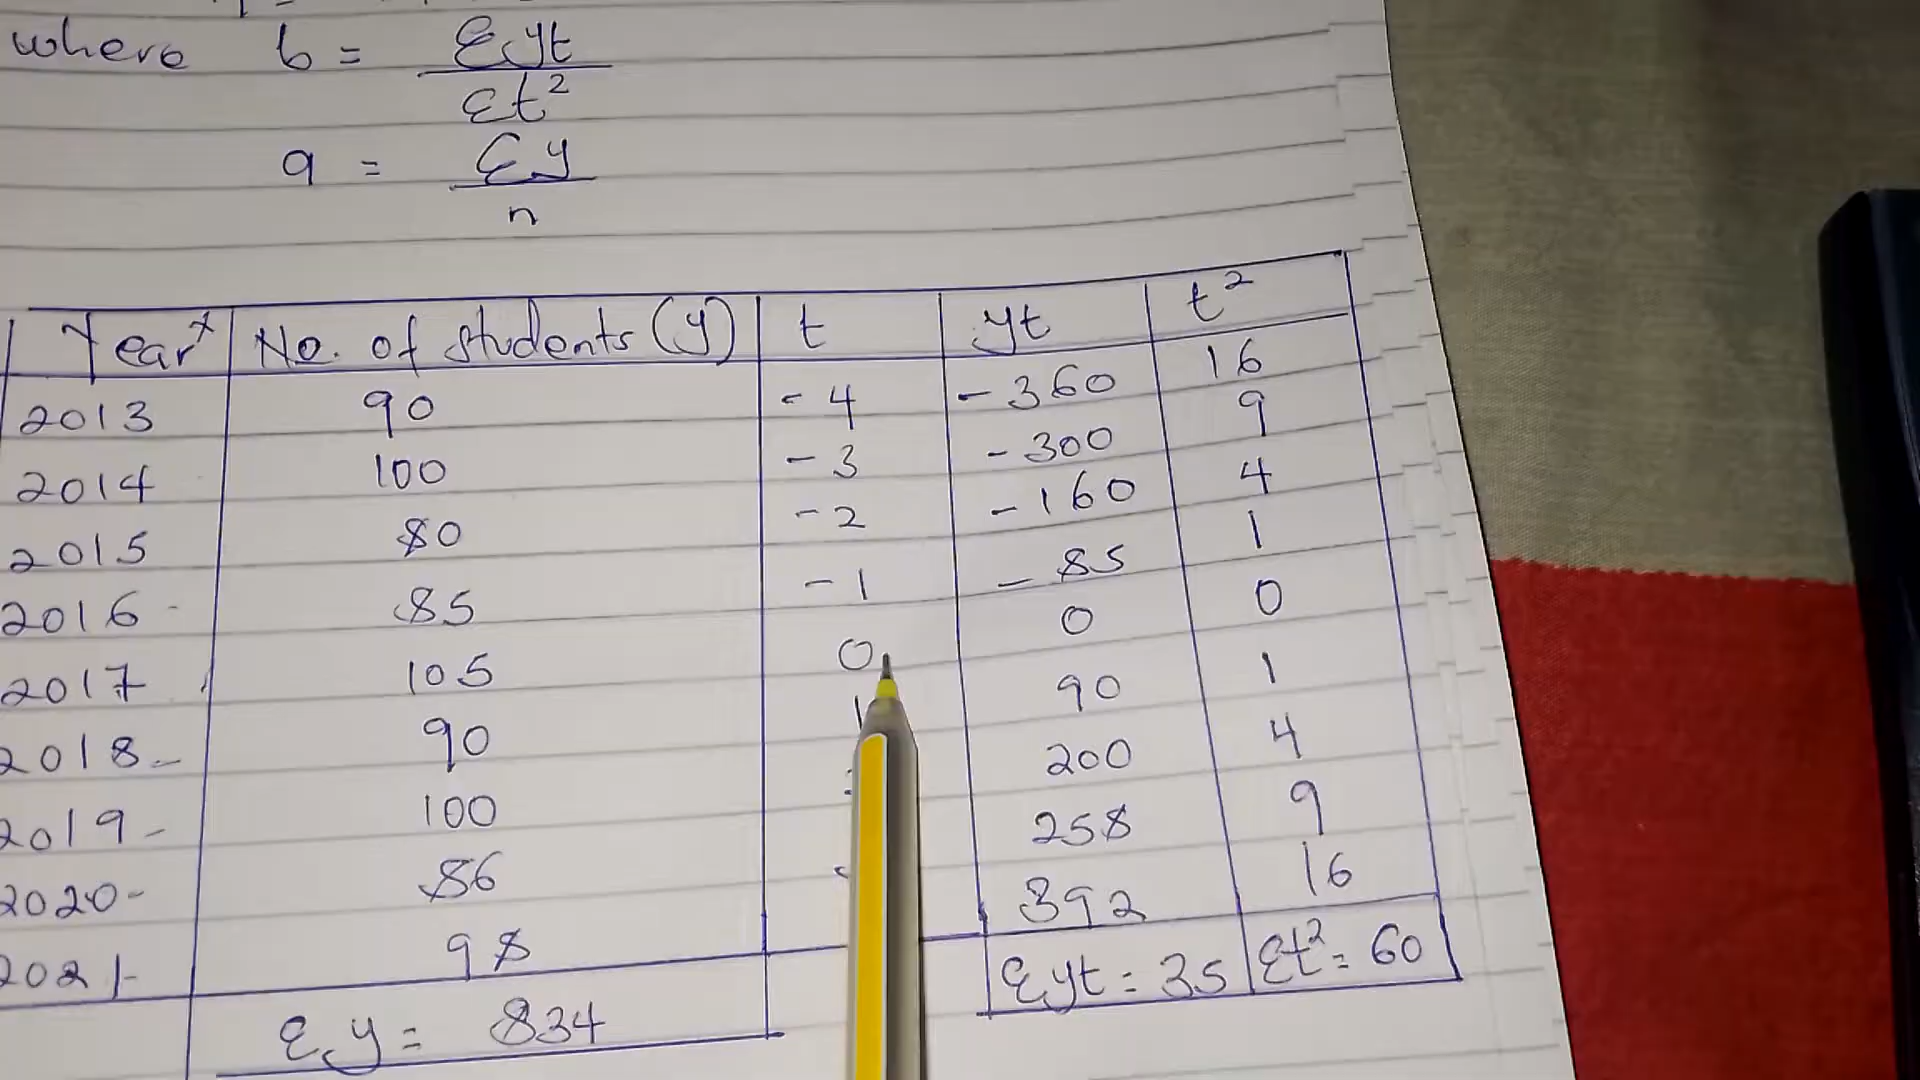 where b = Σyt
Σt²
a = Σy
n
Year x No. of students (y) t yt t²
2013 90 -4 -360 16
2014 100 -3 -300 9
2015 80 -2 -160 4
2016 85 -1 -85 1
2017 105 0 0 0
2018 90 1 90 1
2019 100 200 4
2020 86 258 9
2021 98 392 16
Σy = 834 Σyt = 35 Σt² = 60